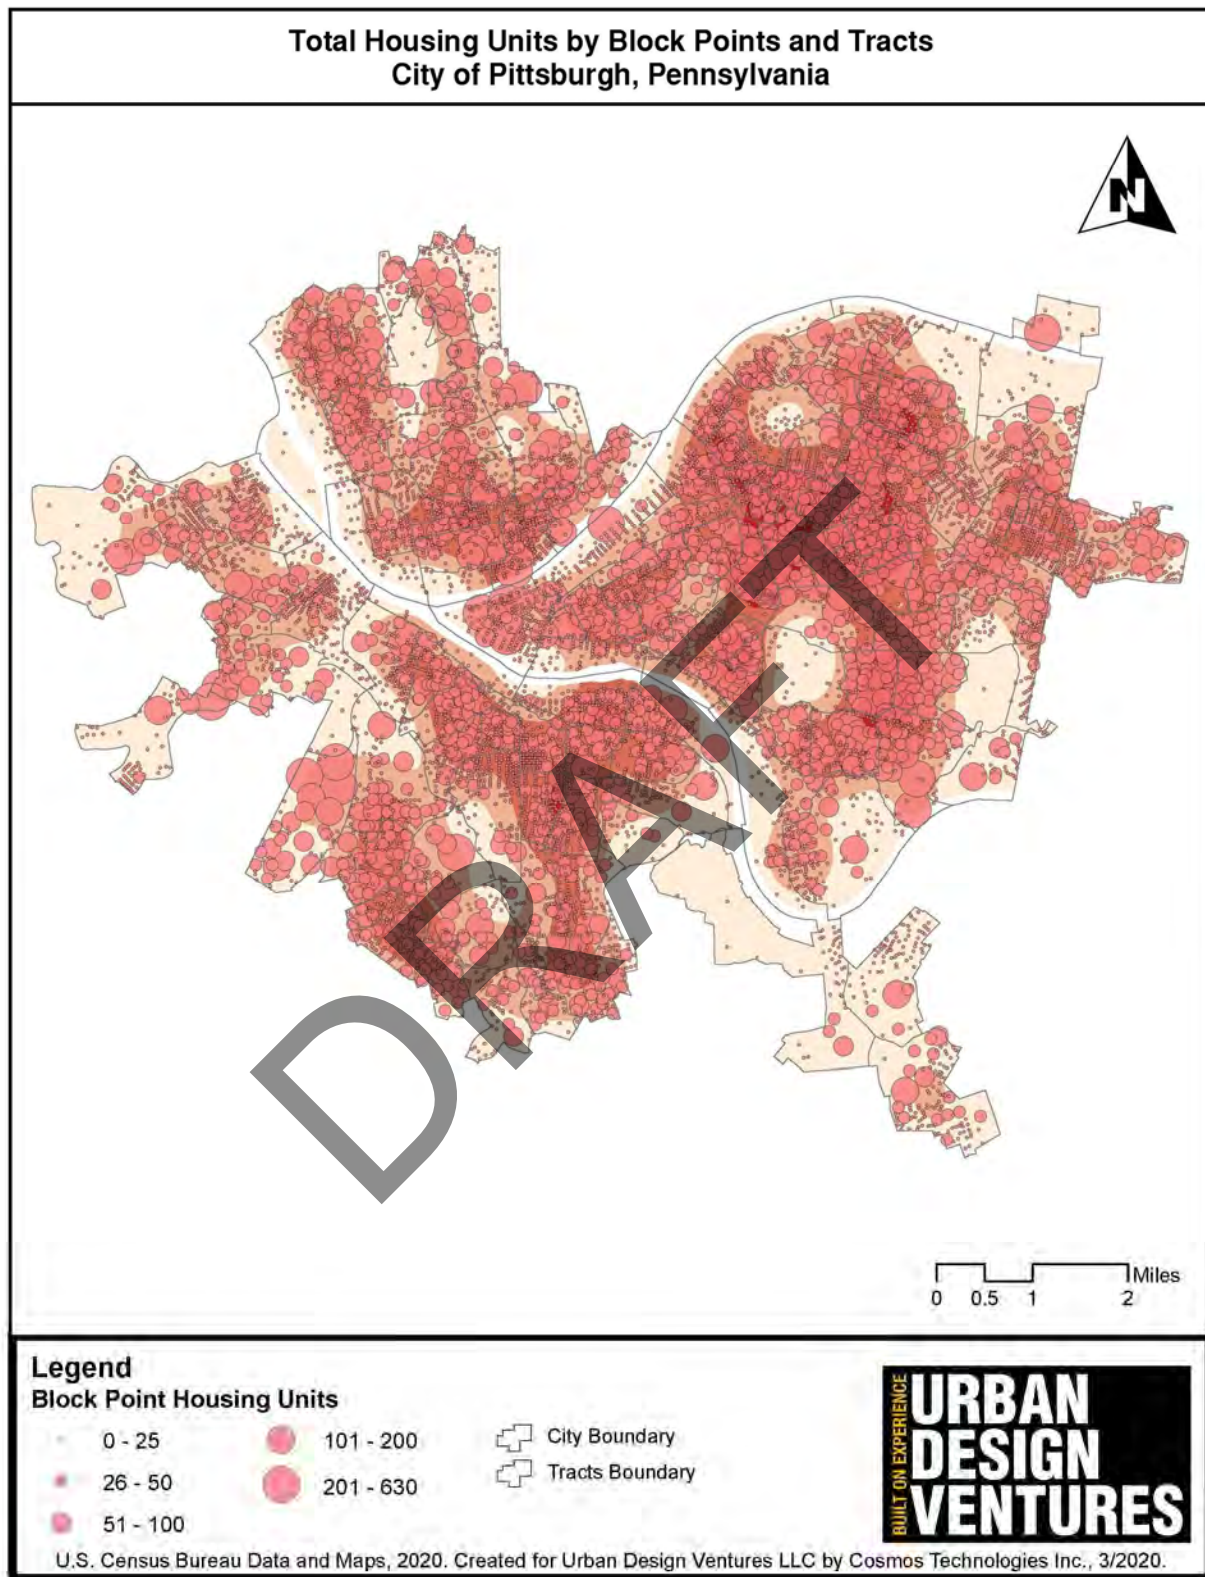 Total Housing Units by Block Points and Tracts
City of Pittsburgh, Pennsylvania
N
DRAFT
Miles
0 0.5 1 2
Legend
Block Point Housing Units
0 - 25
26 - 50
51 - 100
101 - 200
201 - 630
City Boundary
Tracts Boundary
BUILT ON EXPERIENCE
URBAN
DESIGN
VENTURES
U.S. Census Bureau Data and Maps, 2020. Created for Urban Design Ventures LLC by Cosmos Technologies Inc., 3/2020.